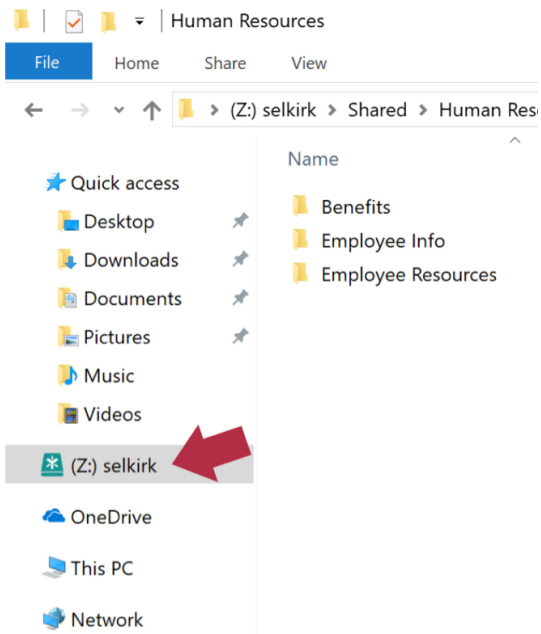 Human Resources
File Home Share View
(Z:) selkirk Shared Human Res
Name
Quick access
Desktop
Downloads
Documents
Pictures
Music
Videos
(Z:) selkirk
OneDrive
This PC
Network
Benefits
Employee Info
Employee Resources